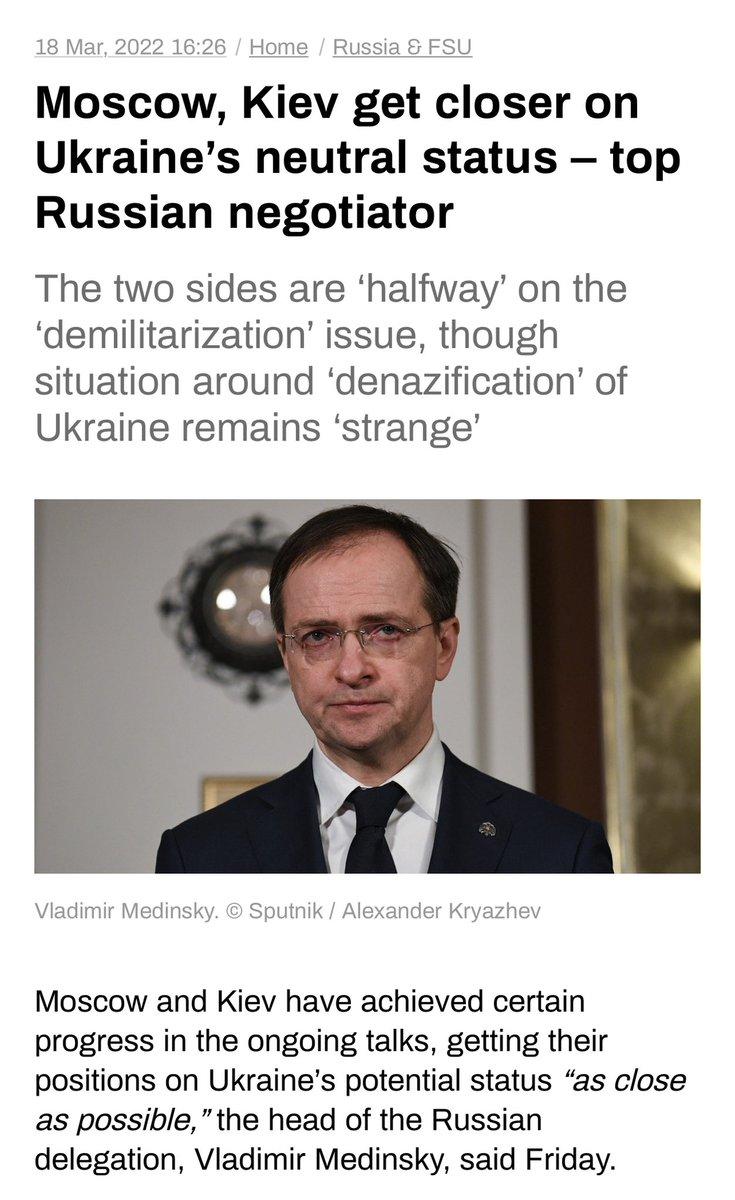 18 Mar, 2022 16:26 / Home / Russia & FSU
Moscow, Kiev get closer on
Ukraine’s neutral status – top
Russian negotiator
The two sides are ‘halfway’ on the
‘demilitarization’ issue, though
situation around ‘denazification’ of
Ukraine remains ‘strange’
Vladimir Medinsky. © Sputnik / Alexander Kryazhev
Moscow and Kiev have achieved certain
progress in the ongoing talks, getting their
positions on Ukraine’s potential status “as close
as possible,” the head of the Russian
delegation, Vladimir Medinsky, said Friday.